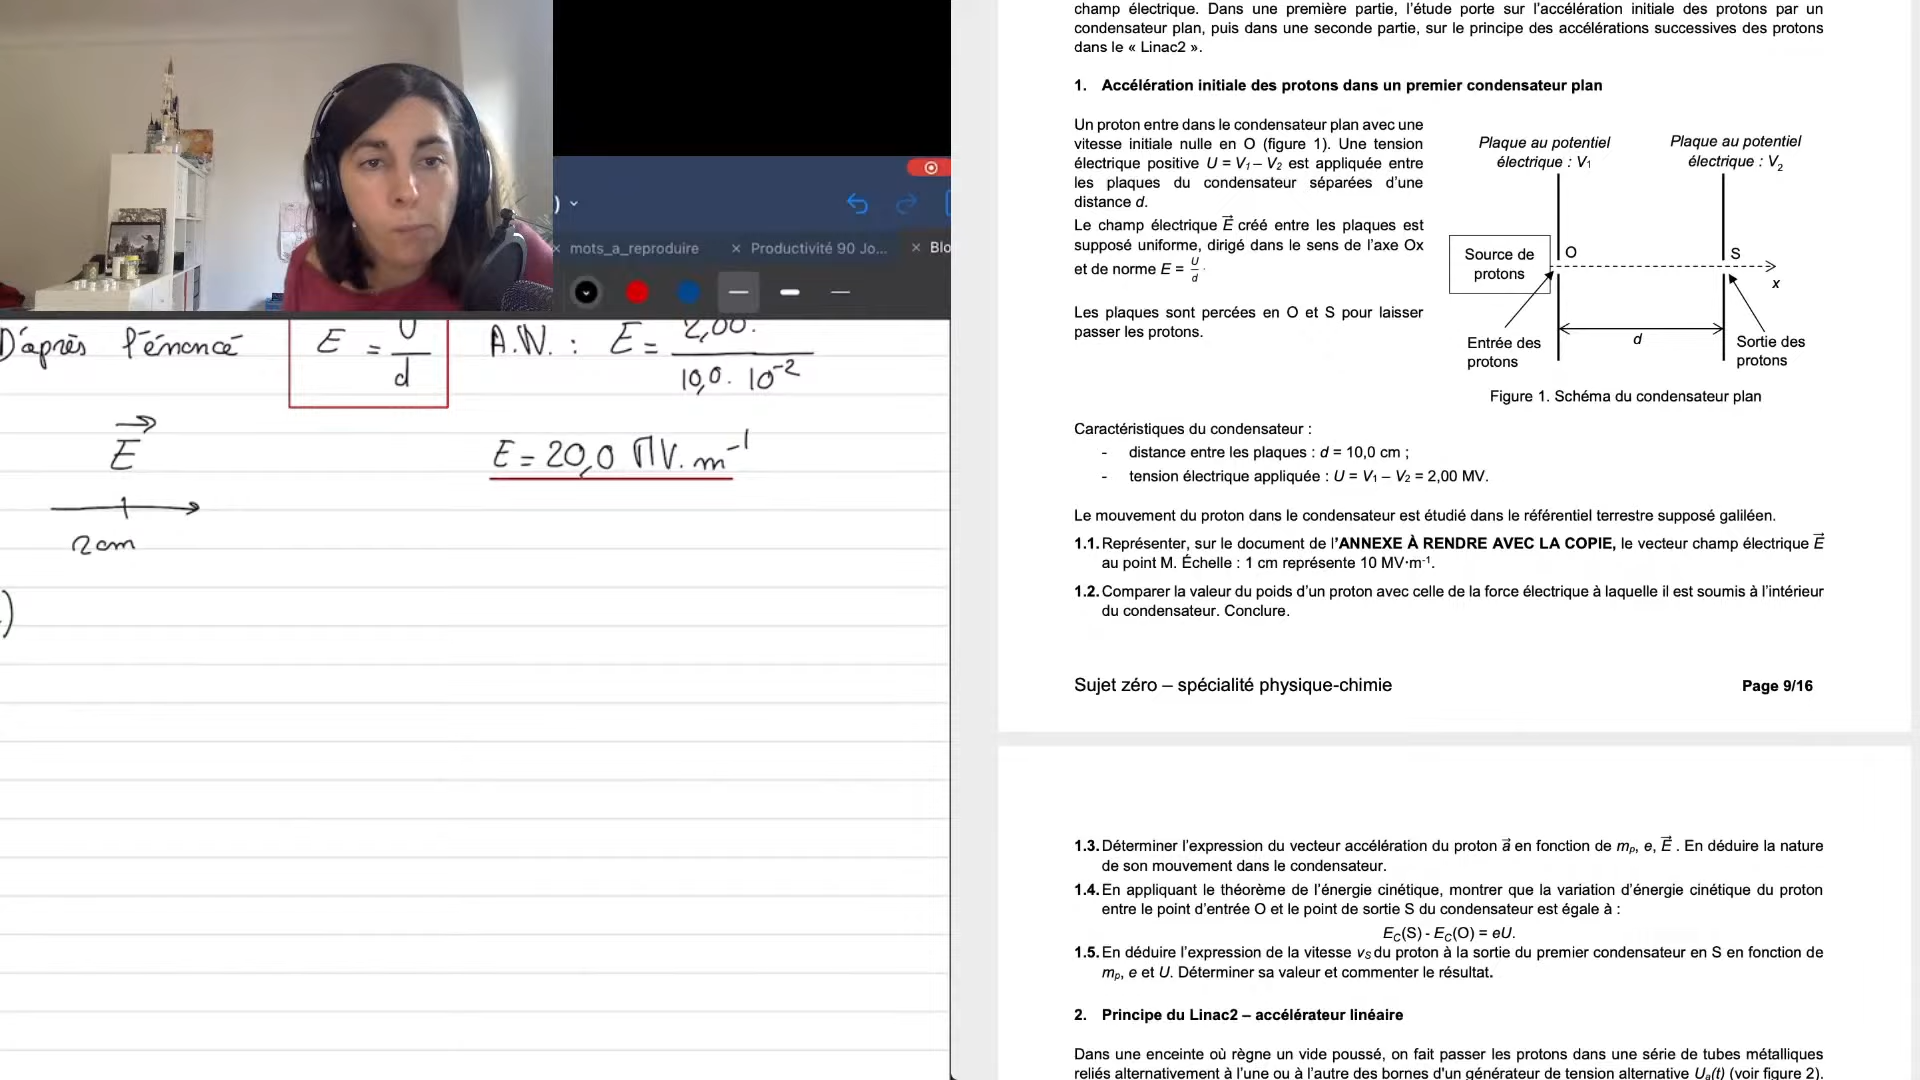 ) ⌄
× mots_a_reproduire × Productivité 90 Jo... × Blo
D'après l'énoncé E = U/d A.N. : E = 2,00. / 10,0. 10⁻²
E⃗
E = 20,0 MV. m⁻¹
2cm
)
champ électrique. Dans une première partie, l'étude porte sur l'accélération initiale des protons par un
condensateur plan, puis dans une seconde partie, sur le principe des accélérations successives des protons
dans le « Linac2 ».
1. Accélération initiale des protons dans un premier condensateur plan
Un proton entre dans le condensateur plan avec une
vitesse initiale nulle en O (figure 1). Une tension
électrique positive U = V₁ – V₂ est appliquée entre
les plaques du condensateur séparées d'une
distance d.
Le champ électrique E⃗ créé entre les plaques est
supposé uniforme, dirigé dans le sens de l'axe Ox
et de norme E = U/d .
Les plaques sont percées en O et S pour laisser
passer les protons.
Plaque au potentiel
électrique : V₁
Plaque au potentiel
électrique : V₂
Source de
protons
O
S
x
Entrée des
protons
d
Sortie des
protons
Figure 1. Schéma du condensateur plan
Caractéristiques du condensateur :
- distance entre les plaques : d = 10,0 cm ;
- tension électrique appliquée : U = V₁ – V₂ = 2,00 MV.
Le mouvement du proton dans le condensateur est étudié dans le référentiel terrestre supposé galiléen.
1.1. Représenter, sur le document de l'ANNEXE À RENDRE AVEC LA COPIE, le vecteur champ électrique E⃗
au point M. Échelle : 1 cm représente 10 MV·m⁻¹.
1.2. Comparer la valeur du poids d'un proton avec celle de la force électrique à laquelle il est soumis à l'intérieur
du condensateur. Conclure.
Sujet zéro – spécialité physique-chimie Page 9/16
1.3. Déterminer l'expression du vecteur accélération du proton a⃗ en fonction de mₚ, e, E⃗ . En déduire la nature
de son mouvement dans le condensateur.
1.4. En appliquant le théorème de l'énergie cinétique, montrer que la variation d'énergie cinétique du proton
entre le point d'entrée O et le point de sortie S du condensateur est égale à :
E_C(S) - E_C(O) = eU.
1.5. En déduire l'expression de la vitesse v_S du proton à la sortie du premier condensateur en S en fonction de
mₚ, e et U. Déterminer sa valeur et commenter le résultat.
2. Principe du Linac2 – accélérateur linéaire
Dans une enceinte où règne un vide poussé, on fait passer les protons dans une série de tubes métalliques
reliés alternativement à l'une ou à l'autre des bornes d'un générateur de tension alternative Uₐ(t) (voir figure 2).